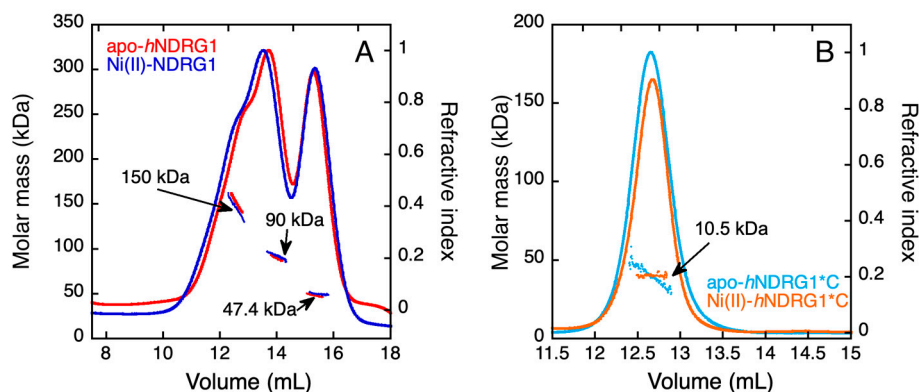 A
apo-hNDRG1
Ni(II)-NDRG1
Molar mass (kDa)
350
300
250
200
150
100
50
0
150 kDa
90 kDa
47.4 kDa
1
0.8
0.6
0.4
0.2
0
Refractive index
8
10
12
14
16
18
Volume (mL)
B
Molar mass (kDa)
200
150
100
50
0
10.5 kDa
apo-hNDRG1*C
Ni(II)-hNDRG1*C
1
0.8
0.6
0.4
0.2
0
Refractive index
11.5
12
12.5
13
13.5
14
14.5
15
Volume (mL)